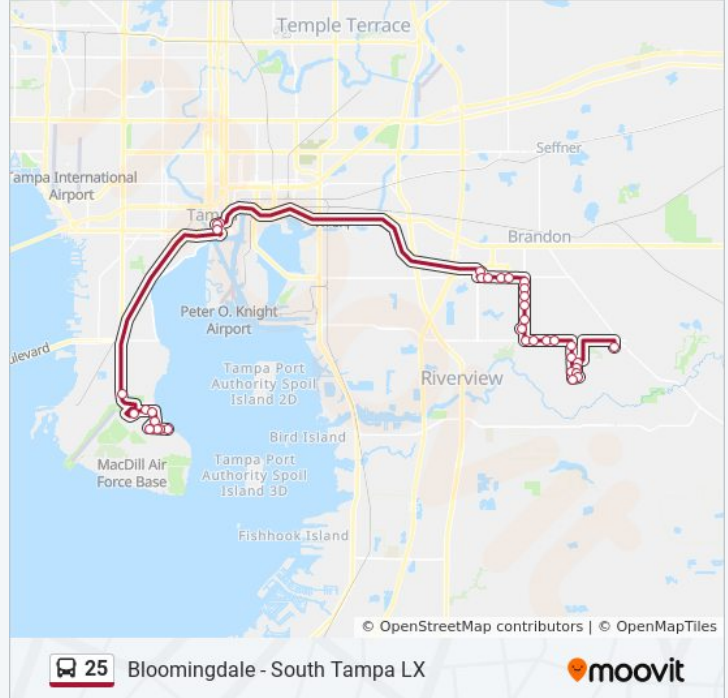 Temple Terrace
Seffner
Tampa International
Airport
Brandon
Peter O. Knight
Airport
Tampa Port
Authority Spoil
Island 2D
Riverview
Bird Island
MacDill Air
Force Base
Tampa Port
Authority Spoil
Island 3D
Fishhook Island
© OpenStreetMap contributors | © OpenMapTiles
25 Bloomingdale - South Tampa LX
moovit